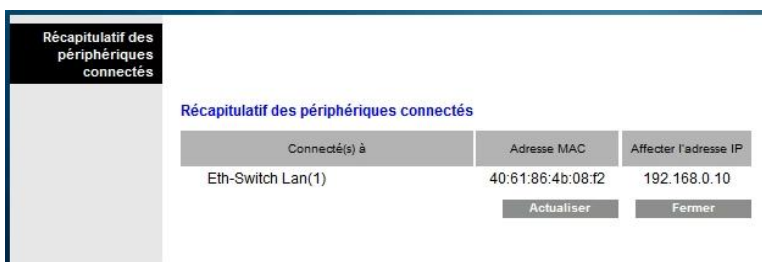 Récapitulatif des
périphériques
connectés
Récapitulatif des périphériques connectés
Connecté(s) à Adresse MAC Affecter l'adresse IP
Eth-Switch Lan(1) 40:61:86:4b:08:f2 192.168.0.10
Actualiser Fermer